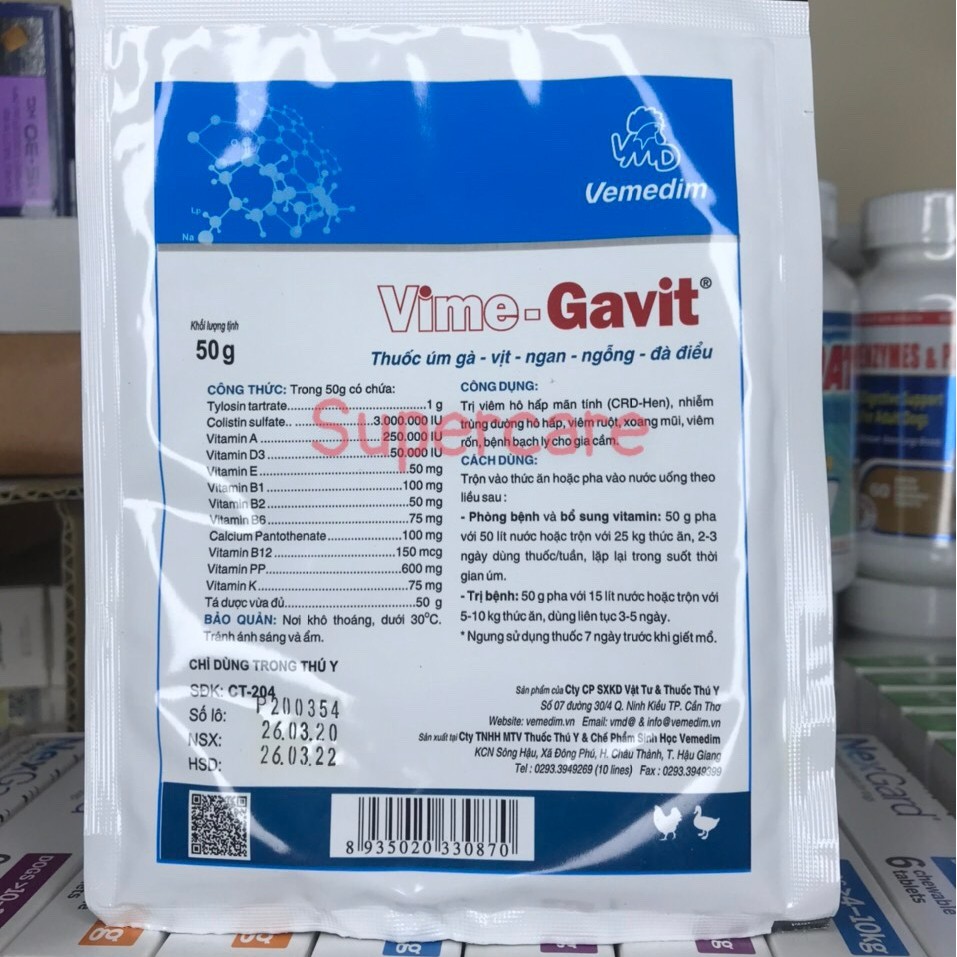 VMD
Vemedim
Lp
Na
Vime-Gavit®
Khối lượng tịnh
50 g
Thuốc úm gà - vịt - ngan - ngỗng - đà điểu
CÔNG THỨC: Trong 50g có chứa:
Tylosin tartrate..............................1 g
Colistin sulfate.. ....................3.000.000 IU
Vitamin A ..............................250.000 IU
Vitamin D3 ..............................50.000 IU
Vitamin E ..............................50 mg
Vitamin B1 ..............................100 mg
Vitamin B2 ..............................50 mg
Vitamin B6 ..............................75 mg
Calcium Pantothenate ....................100 mg
Vitamin B12 ..............................150 mcg
Vitamin PP ..............................600 mg
Vitamin K ..............................75 mg
Tá dược vừa đủ ..............................50 g
BẢO QUẢN: Nơi khô thoáng, dưới 30°C.
Tránh ánh sáng và ẩm.
CHỈ DÙNG TRONG THÚ Y
SĐK: CT-204
Số lô: P200354
NSX: 26.03.20
HSD: 26.03.22
CÔNG DỤNG:
Trị viêm hô hấp mãn tính (CRD-Hen), nhiễm
trùng đường hô hấp, viêm ruột, xoang mũi, viêm
rốn, bệnh bạch lỵ cho gia cầm.
CÁCH DÙNG:
Trộn vào thức ăn hoặc pha vào nước uống theo
liều sau :
- Phòng bệnh và bổ sung vitamin: 50 g pha
với 50 lít nước hoặc trộn với 25 kg thức ăn, 2-3
ngày dùng thuốc/tuần, lặp lại trong suốt thời
gian úm.
- Trị bệnh: 50 g pha với 15 lít nước hoặc trộn với
5-10 kg thức ăn, dùng liên tục 3-5 ngày.
* Ngưng sử dụng thuốc 7 ngày trước khi giết mổ.
Sản phẩm của Cty CP SXKD Vật Tư & Thuốc Thú Y
Số 07 đường 30/4 Q. Ninh Kiều TP. Cần Thơ
Website: vemedim.vn Email: vmd@ & info@vemedim.vn
Sản xuất tại Cty TNHH MTV Thuốc Thú Y & Chế Phẩm Sinh Học Vemedim
KCN Sông Hậu, Xã Đông Phú, H. Châu Thành, T. Hậu Giang
Tel : 0293.3949269 (10 lines) Fax : 0293.3949399
8 935020 330870
Supercare
ENZYMES &
NexGard
6 chewable
tablets
4-10kg
NexGard
DOGS >10-